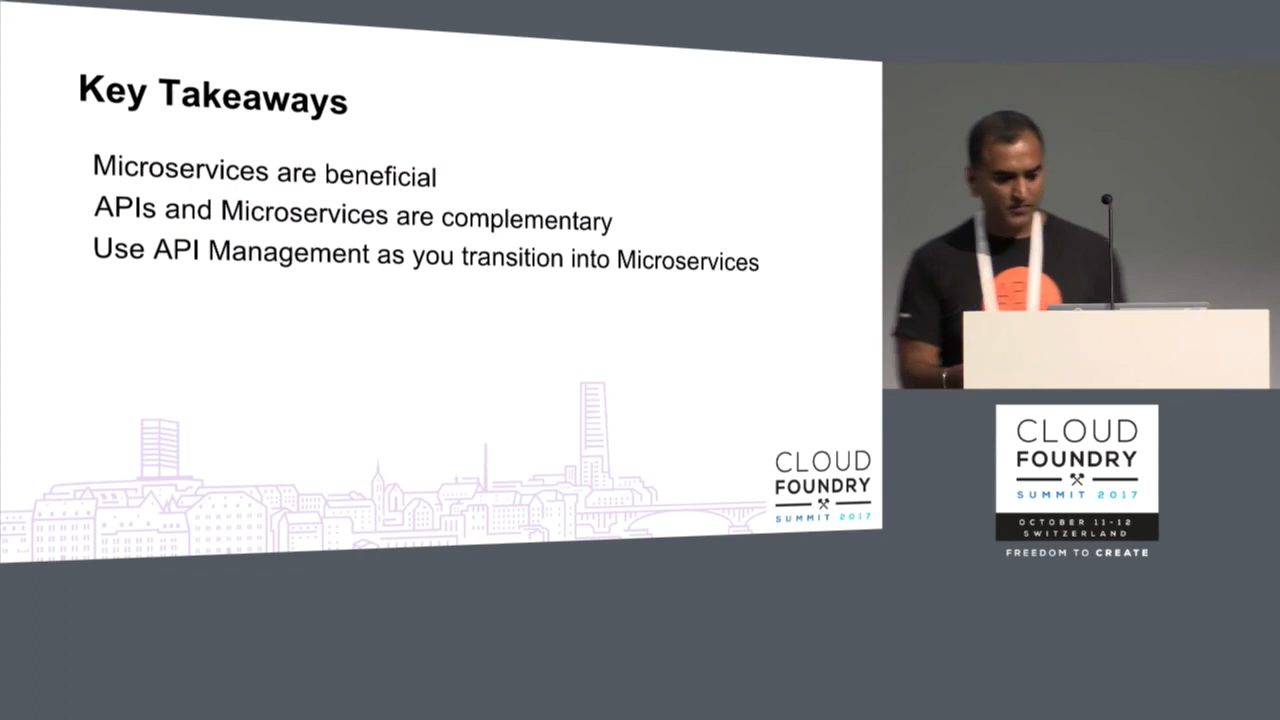 Key Takeaways
Microservices are beneficial
APIs and Microservices are complementary
Use API Management as you transition into Microservices
CLOUD
FOUNDRY
SUMMIT 2017
CLOUD
FOUNDRY
SUMMIT 2017
OCTOBER 11-12
SWITZERLAND
FREEDOM TO CREATE